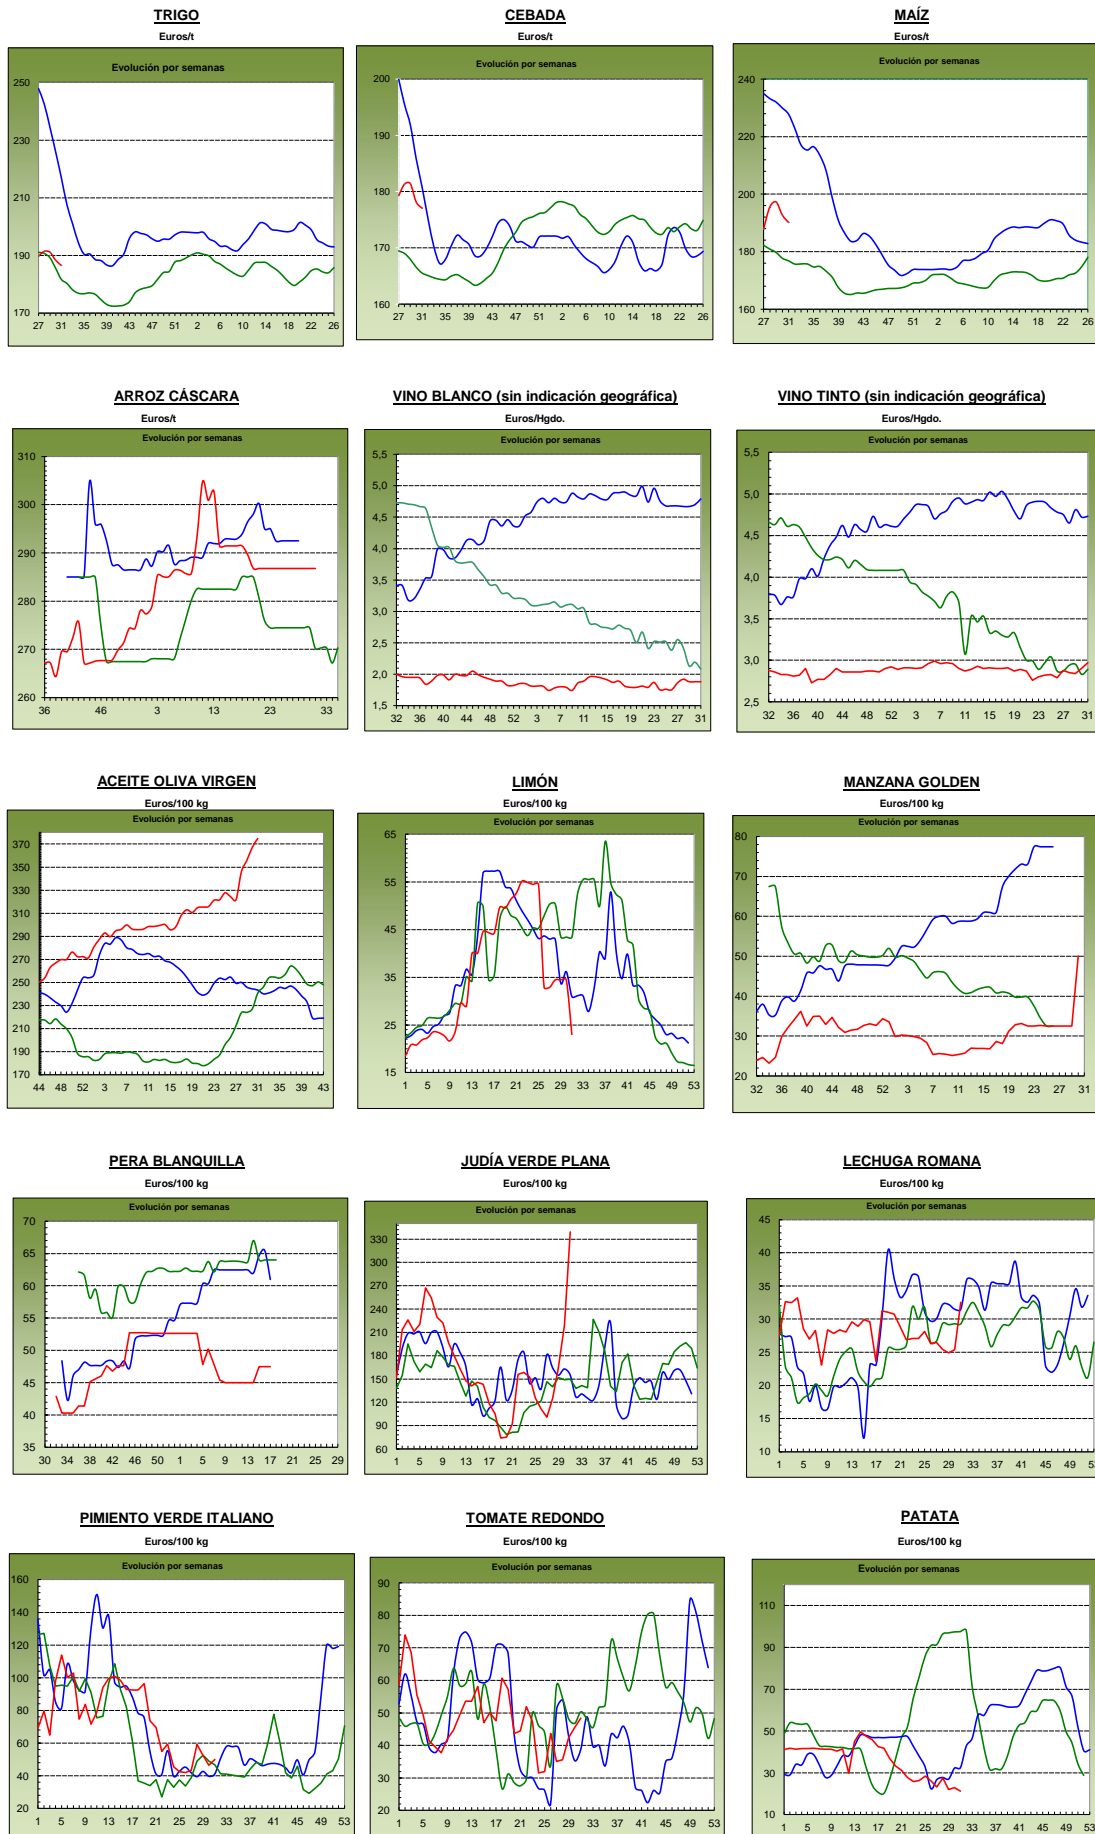 TRIGO
Euros/t
Evolución por semanas
250
230
210
190
170
27 31 35 39 43 47 51 2 6 10 14 18 22 26
CEBADA
Euros/t
Evolución por semanas
200
190
180
170
160
27 31 35 39 43 47 51 2 6 10 14 18 22 26
MAÍZ
Euros/t
Evolución por semanas
240
220
200
180
160
27 31 35 39 43 47 51 2 6 10 14 18 22 26
ARROZ CÁSCARA
Euros/t
Evolución por semanas
310
300
290
280
270
260
36 46 3 13 23 33
VINO BLANCO (sin indicación geográfica)
Euros/Hgdo.
Evolución por semanas
5,5
5,0
4,5
4,0
3,5
3,0
2,5
2,0
1,5
32 36 40 44 48 52 3 7 11 15 19 23 27 31
VINO TINTO (sin indicación geográfica)
Euros/Hgdo.
Evolución por semanas
5,5
5,0
4,5
4,0
3,5
3,0
2,5
32 36 40 44 48 52 3 7 11 15 19 23 27 31
ACEITE OLIVA VIRGEN
Euros/100 kg
Evolución por semanas
370
350
330
310
290
270
250
230
210
190
170
44 48 52 3 7 11 15 19 23 27 31 35 39 43
LIMÓN
Euros/100 kg
Evolución por semanas
65
55
45
35
25
15
1 5 9 13 17 21 25 29 33 37 41 45 49 53
MANZANA GOLDEN
Euros/100 kg
Evolución por semanas
80
70
60
50
40
30
20
32 36 40 44 48 52 3 7 11 15 19 23 27 31
PERA BLANQUILLA
Euros/100 kg
Evolución por semanas
70
65
60
55
50
45
40
35
30 34 38 42 46 50 1 5 9 13 17 21 25 29
JUDÍA VERDE PLANA
Euros/100 kg
Evolución por semanas
330
300
270
240
210
180
150
120
90
60
1 5 9 13 17 21 25 29 33 37 41 45 49 53
LECHUGA ROMANA
Euros/100 kg
Evolución por semanas
45
40
35
30
25
20
15
10
1 5 9 13 17 21 25 29 33 37 41 45 49 53
PIMIENTO VERDE ITALIANO
Euros/100 kg
Evolución por semanas
160
140
120
100
80
60
40
20
1 5 9 13 17 21 25 29 33 37 41 45 49 53
TOMATE REDONDO
Euros/100 kg
Evolución por semanas
90
80
70
60
50
40
30
20
1 5 9 13 17 21 25 29 33 37 41 45 49 53
PATATA
Euros/100 kg
Evolución por semanas
110
90
70
50
30
10
1 5 9 13 17 21 25 29 33 37 41 45 49 53